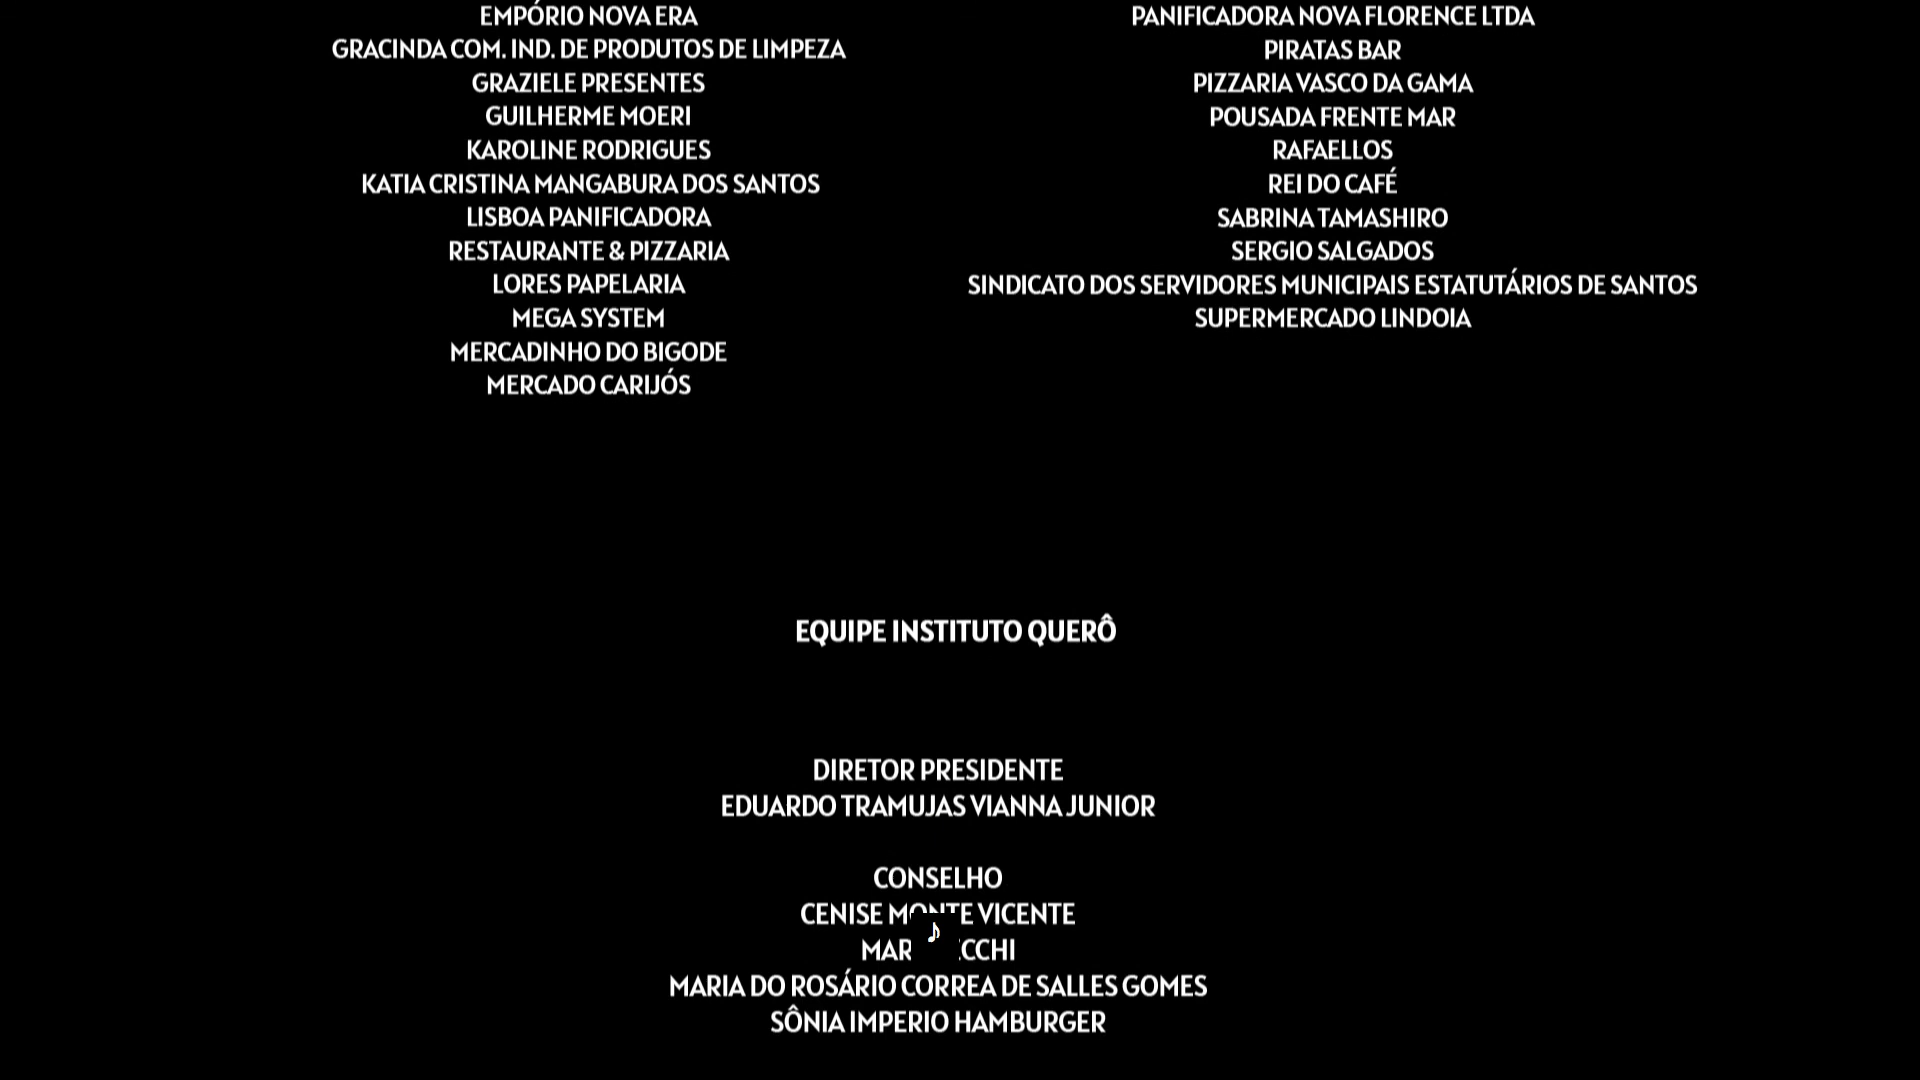 EMPÓRIO NOVA ERA
GRACINDA COM. IND. DE PRODUTOS DE LIMPEZA
GRAZIELE PRESENTES
GUILHERME MOERI
KAROLINE RODRIGUES
KATIA CRISTINA MANGABURA DOS SANTOS
LISBOA PANIFICADORA
RESTAURANTE & PIZZARIA
LORES PAPELARIA
MEGA SYSTEM
MERCADINHO DO BIGODE
MERCADO CARIJÓS
PANIFICADORA NOVA FLORENCE LTDA
PIRATAS BAR
PIZZARIA VASCO DA GAMA
POUSADA FRENTE MAR
RAFAELLOS
REI DO CAFÉ
SABRINA TAMASHIRO
SERGIO SALGADOS
SINDICATO DOS SERVIDORES MUNICIPAIS ESTATUTÁRIOS DE SANTOS
SUPERMERCADO LINDOIA
EQUIPE INSTITUTO QUERÔ
DIRETOR PRESIDENTE
EDUARDO TRAMUJAS VIANNA JUNIOR
CONSELHO
CENISE MONTE VICENTE
♪
MARIA DO ROSÁRIO CORREA DE SALLES GOMES
SÔNIA IMPERIO HAMBURGER